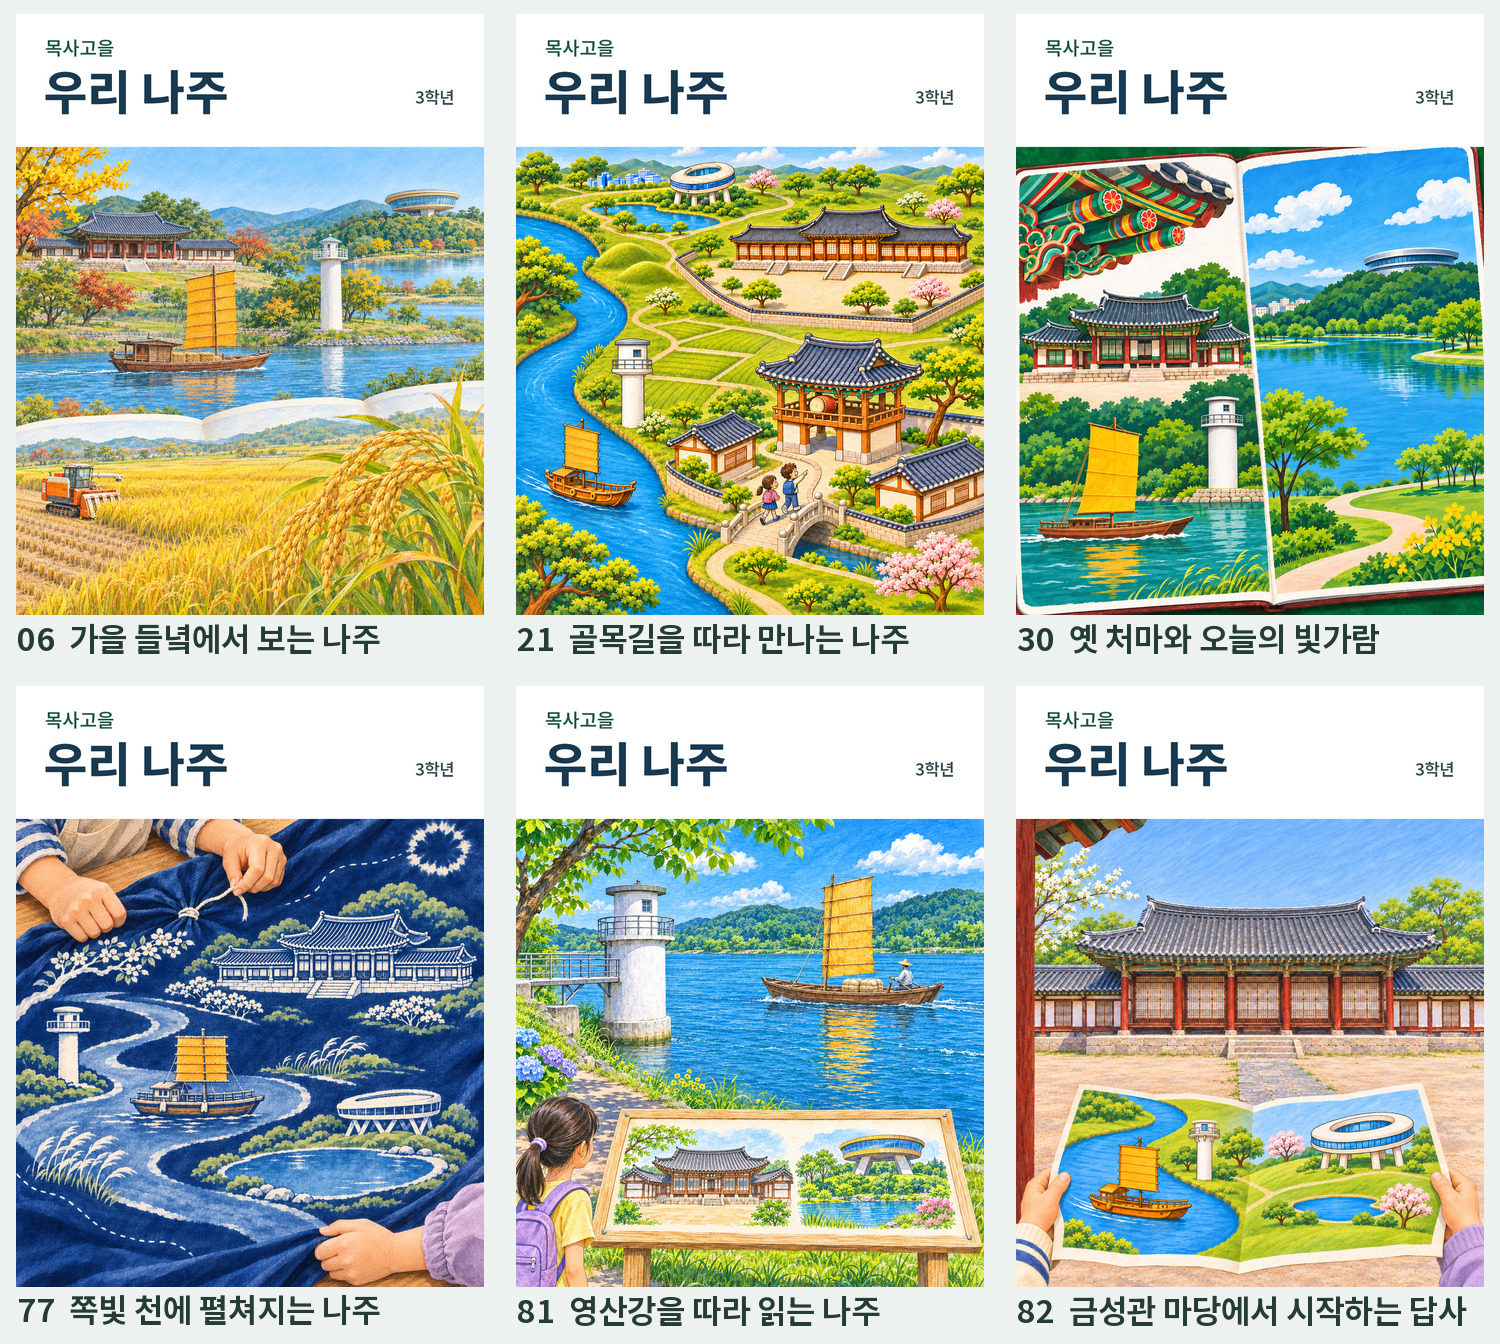 목사고을
우리 나주
3학년
06 가을 들녘에서 보는 나주
목사고을
우리 나주
3학년
21 골목길을 따라 만나는 나주
목사고을
우리 나주
3학년
30 옛 처마와 오늘의 빛가람
목사고을
우리 나주
3학년
77 쪽빛 천에 펼쳐지는 나주
목사고을
우리 나주
3학년
81 영산강을 따라 읽는 나주
목사고을
우리 나주
3학년
82 금성관 마당에서 시작하는 답사